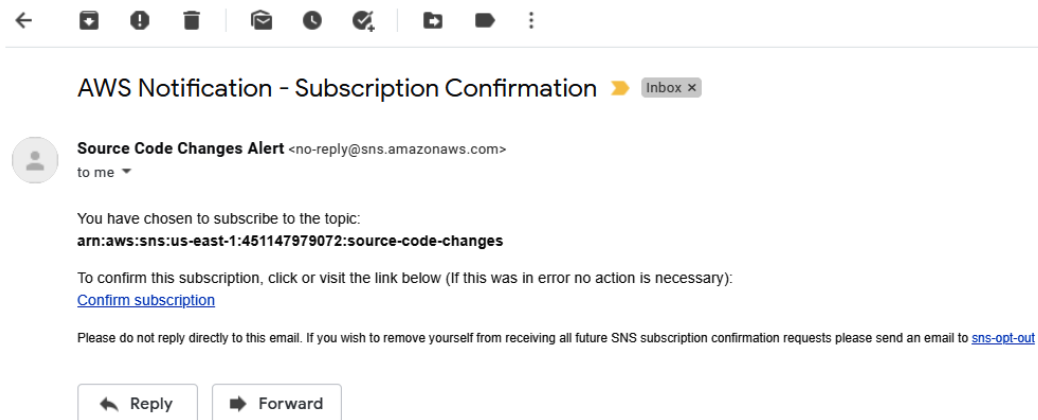 AWS Notification - Subscription Confirmation Inbox ×
Source Code Changes Alert <no-reply@sns.amazonaws.com>
to me
You have chosen to subscribe to the topic:
arn:aws:sns:us-east-1:451147979072:source-code-changes
To confirm this subscription, click or visit the link below (If this was in error no action is necessary):
Confirm subscription
Please do not reply directly to this email. If you wish to remove yourself from receiving all future SNS subscription confirmation requests please send an email to sns-opt-out
Reply Forward